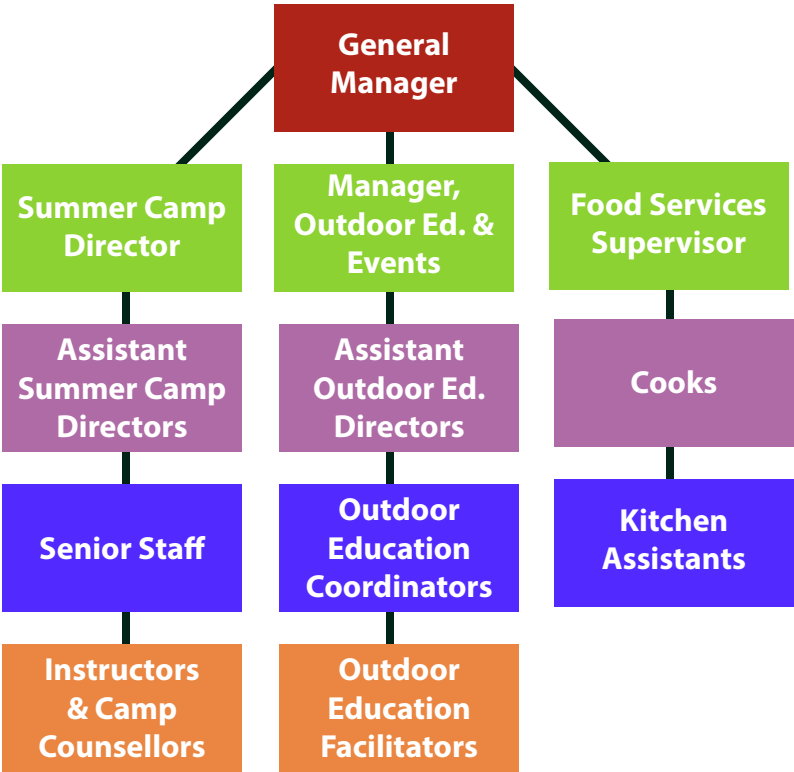 General
Manager
Summer Camp
Director
Manager,
Outdoor Ed. &
Events
Food Services
Supervisor
Assistant
Summer Camp
Directors
Assistant
Outdoor Ed.
Directors
Cooks
Senior Staff
Outdoor
Education
Coordinators
Kitchen
Assistants
Instructors
& Camp
Counsellors
Outdoor
Education
Facilitators